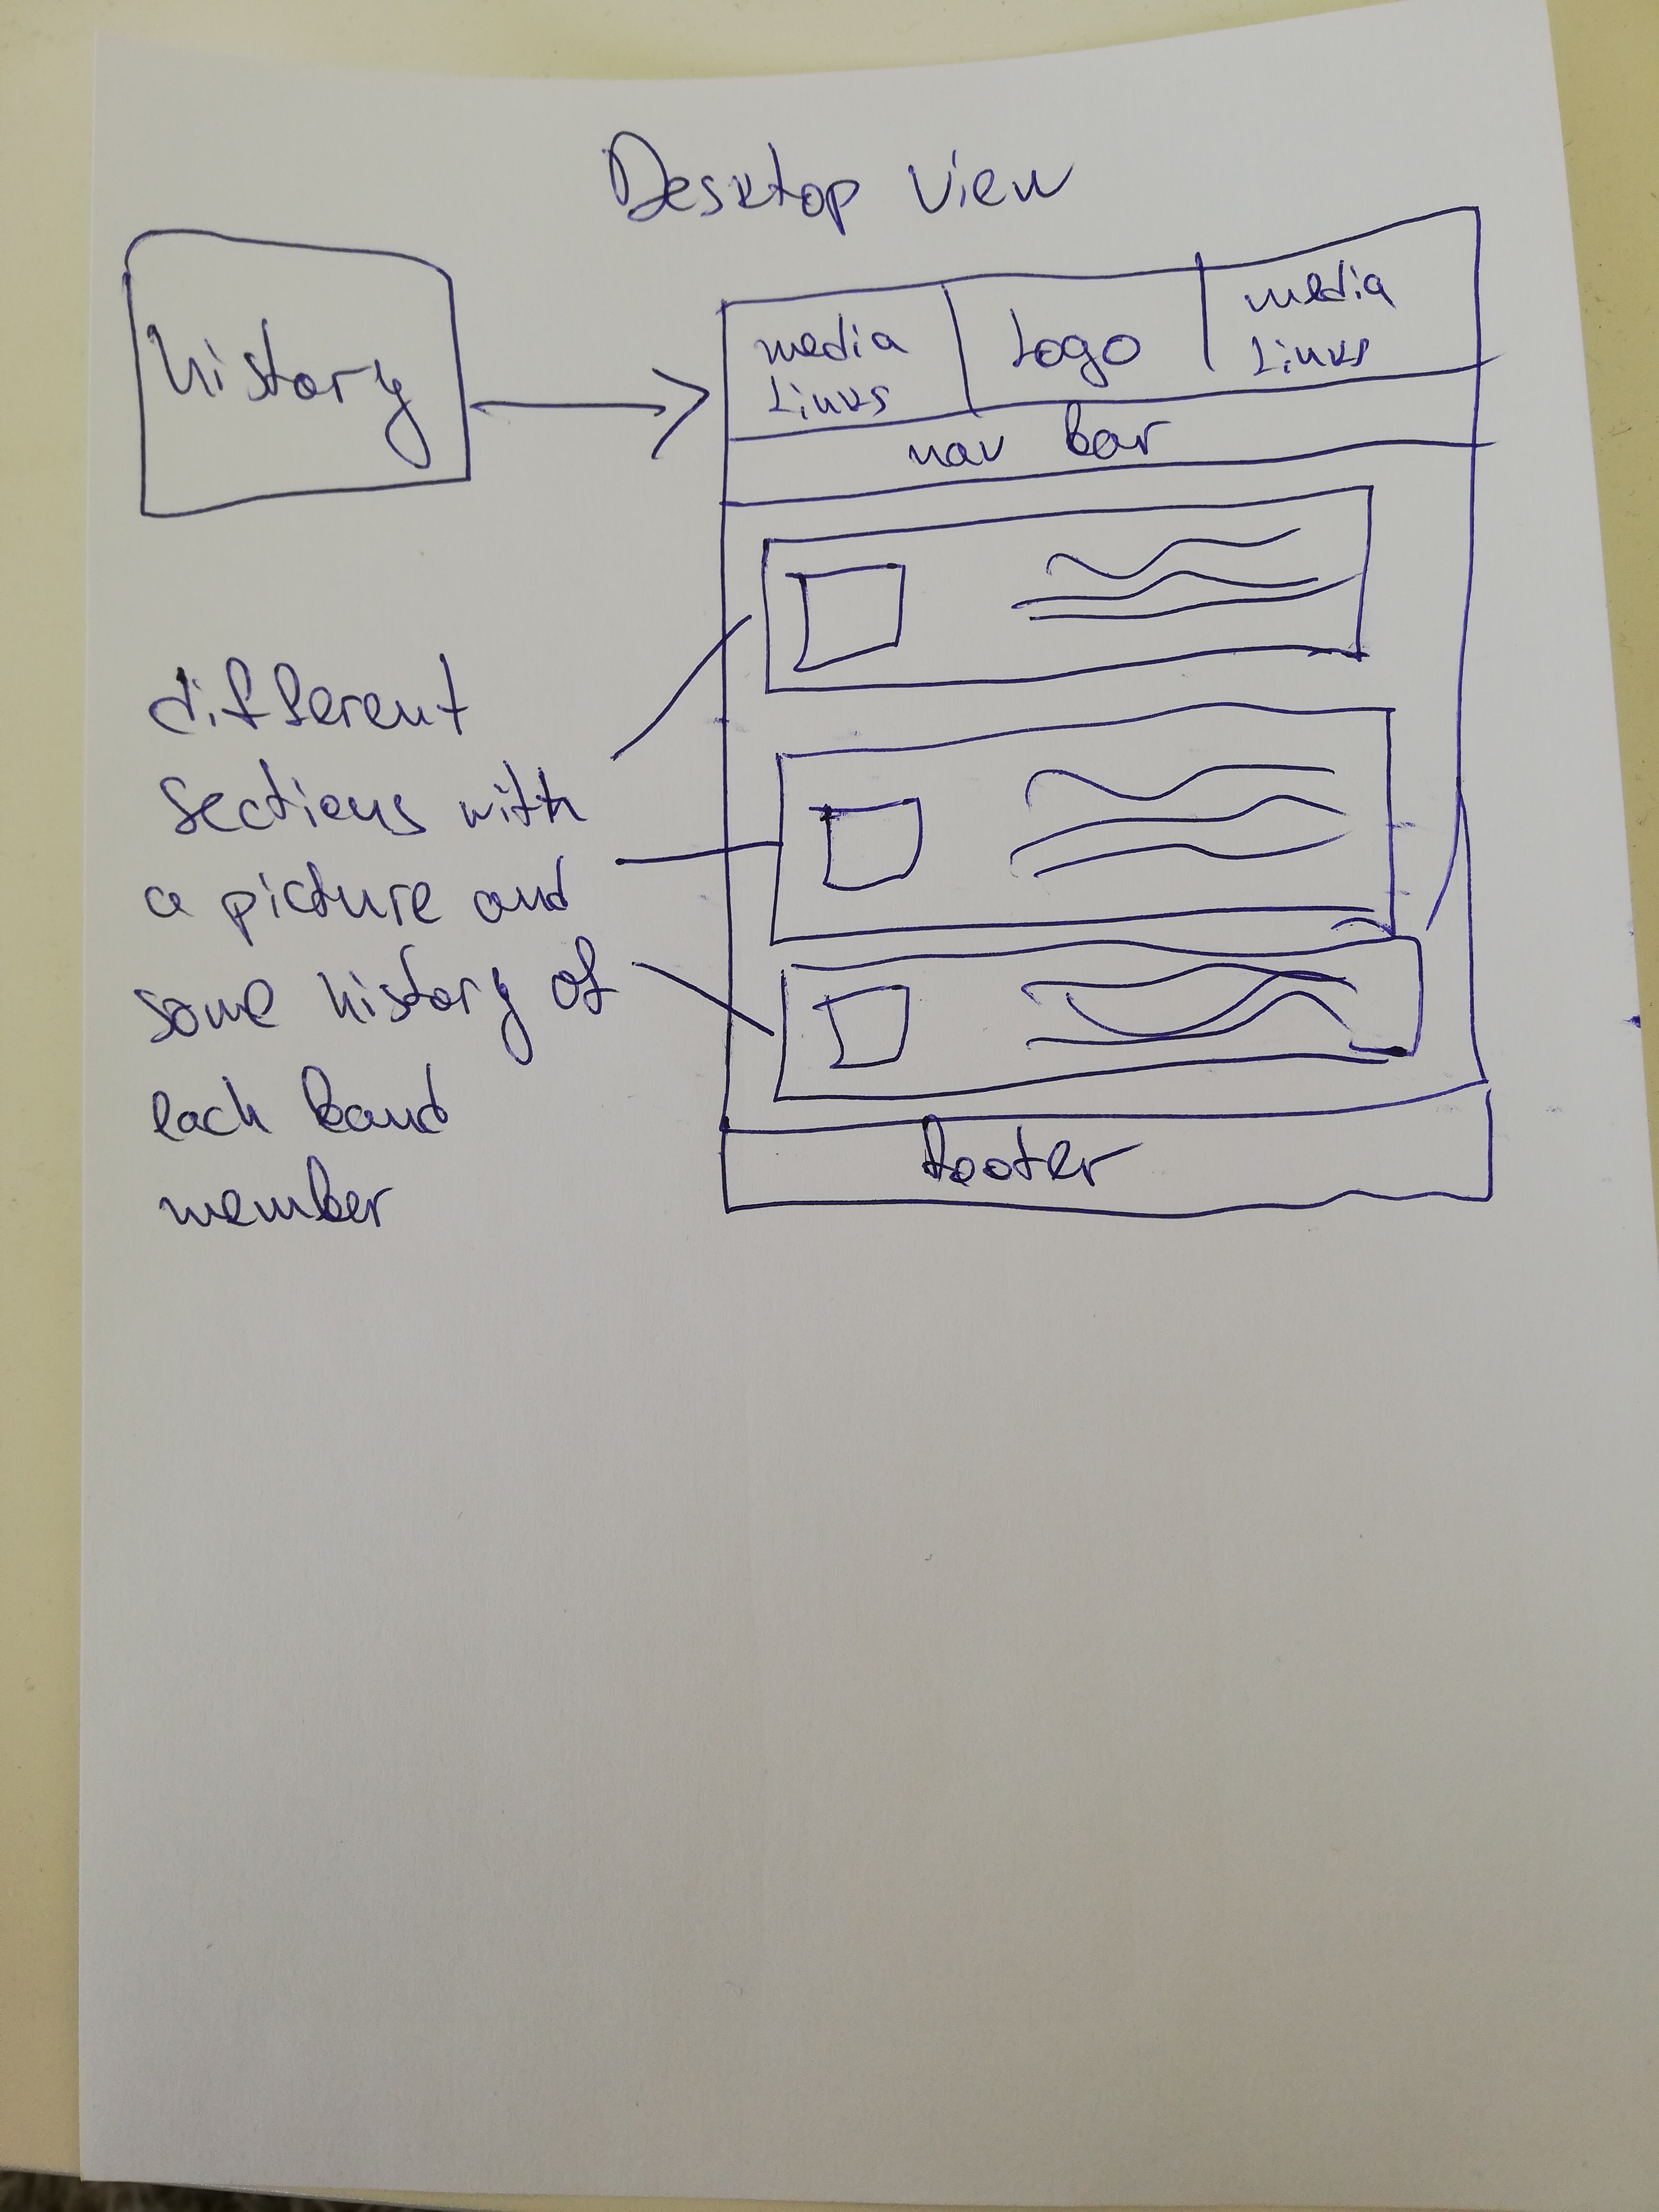 Desktop view
history
media
Links
Logo
media
Links
nav bar
different
sections with
a picture and
some history of
each band
member
footer